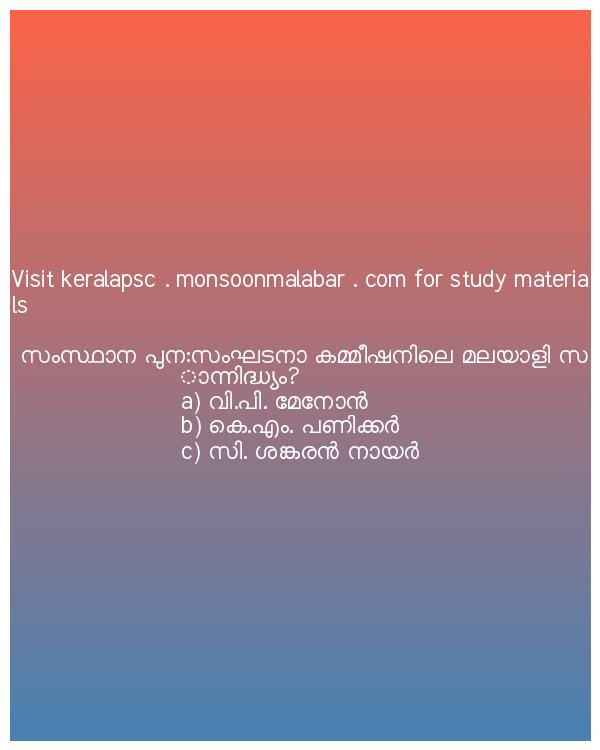 Visit keralapsc . monsoonmalabar . com for study materia
ls
സംസ്ഥാന പുന:സംഘടനാ കമ്മീഷനിലെ മലയാളി സ
ാന്നിദ്ധ്യം?
a) വി.പി. മേനോൻ
b) കെ.എം. പണിക്കർ
c) സി. ശങ്കരൻ നായർ